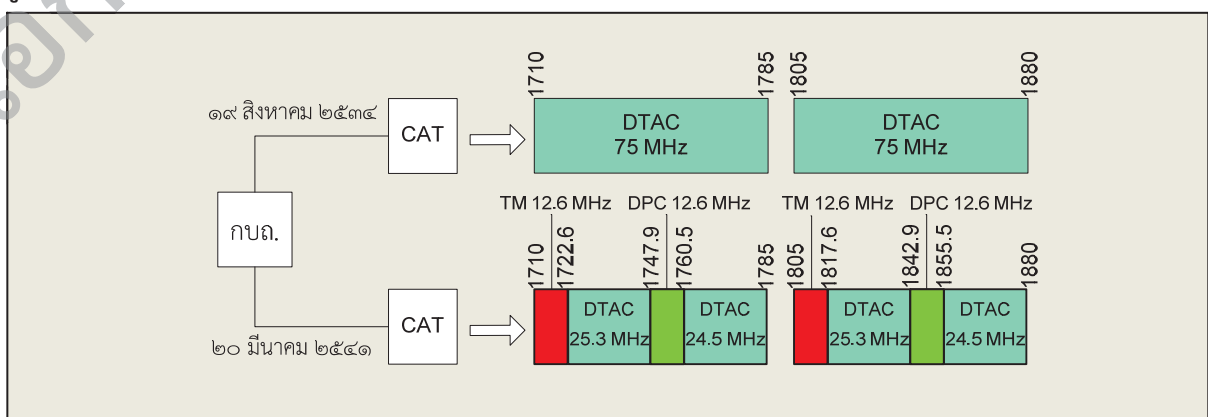 1710
1785
1805
1880
๑๙ สิงหาคม ๒๕๓๔
CAT
DTAC
75 MHz
DTAC
75 MHz
กบถ.
TM 12.6 MHz
DPC 12.6 MHz
TM 12.6 MHz
DPC 12.6 MHz
1710
1722.6
1747.9
1760.5
1785
1805
1817.6
1842.9
1855.5
1880
CAT
DTAC
25.3 MHz
DTAC
24.5 MHz
DTAC
25.3 MHz
DTAC
24.5 MHz
๒๐ มีนาคม ๒๕๔๑